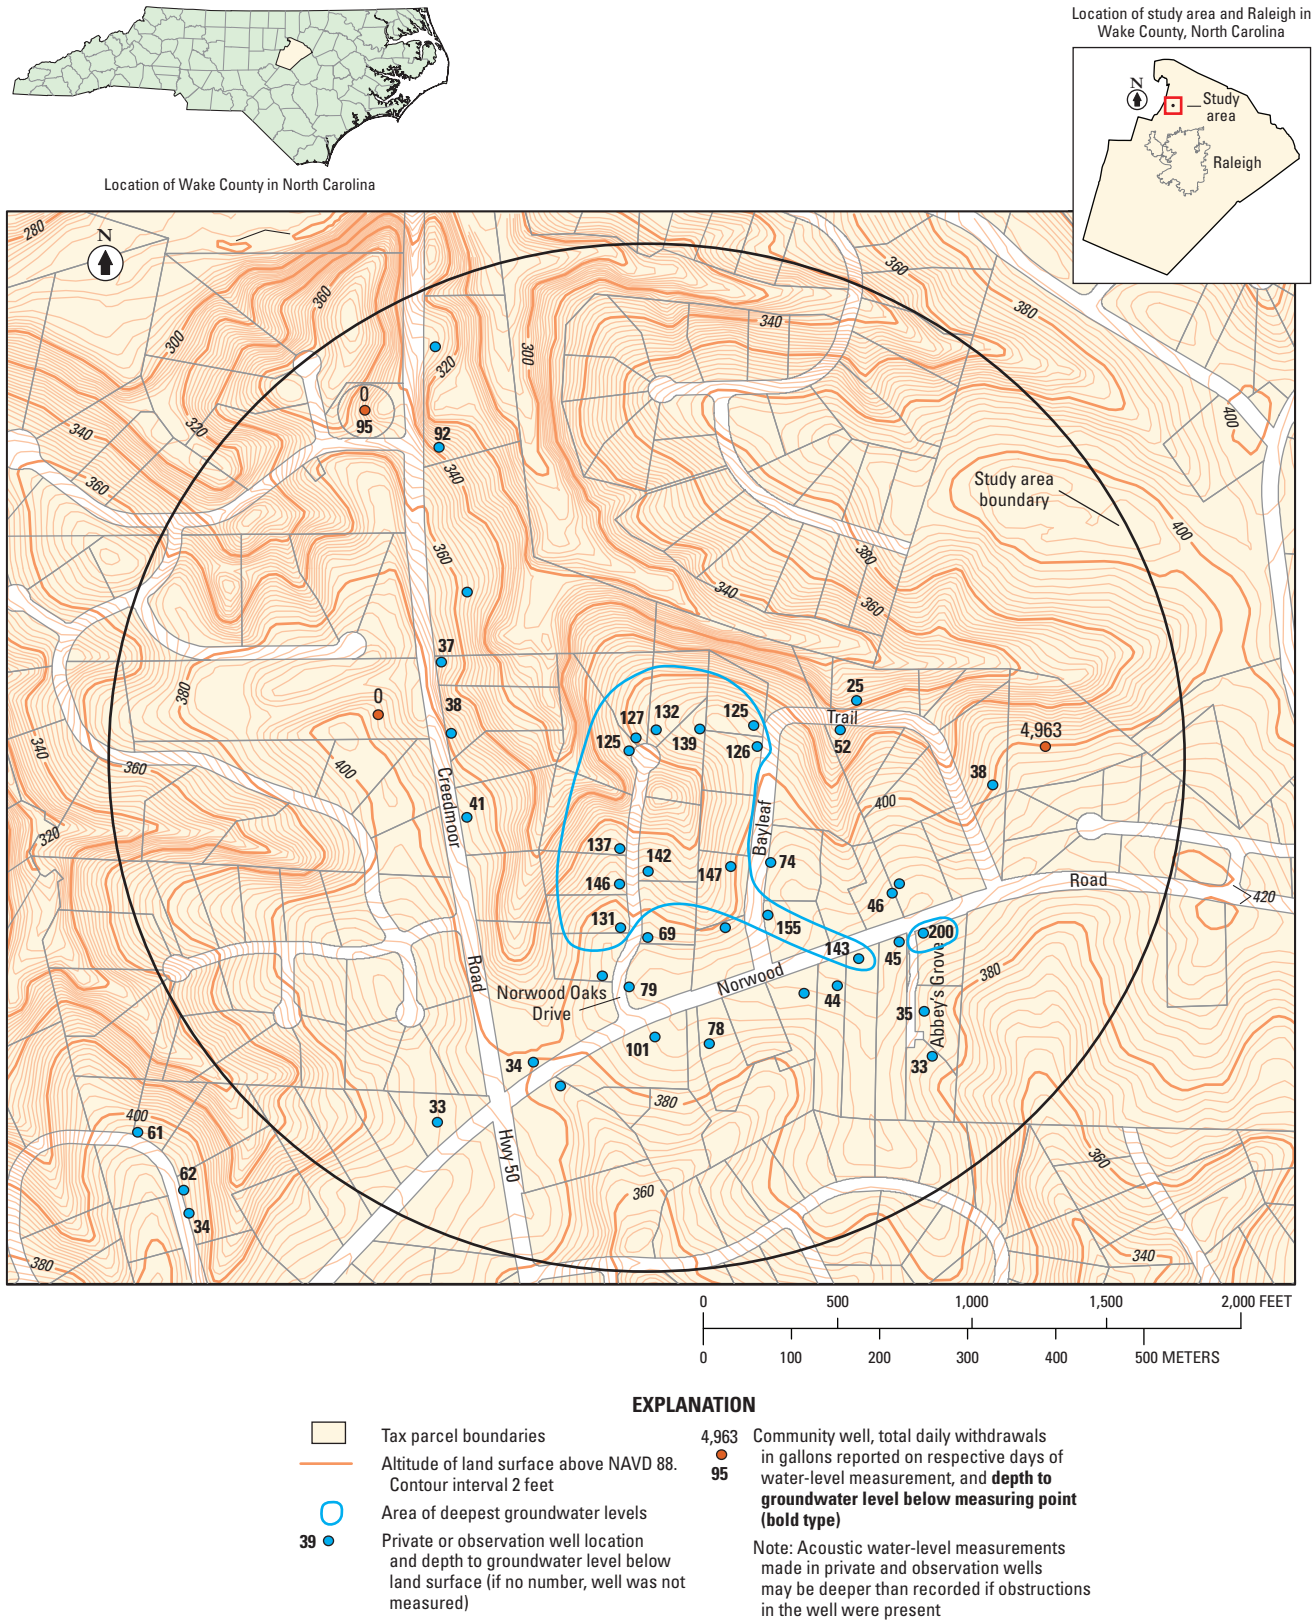 Location of study area and Raleigh in
Wake County, North Carolina
N
Study
area
Raleigh
Location of Wake County in North Carolina
N
280
360
300
320
340
360
320
300
340
360
380
400
0
95
92
340
320
Study area
boundary
400
380
360
340
360
37
380
0
38
25
Trail
52
125
127
132
139
125
126
4,963
38
340
360
400
Creedmoor
41
400
320
137
142
147
Bayleaf
74
146
46
Road
420
131
69
155
143
200
45
Road
Norwood Oaks
Drive
79
Norwood
44
380
35
Abbey's Grove
101
78
33
34
380
33
400
61
Hwy 50
360
62
34
360
380
340
0 500 1,000 1,500 2,000 FEET
0 100 200 300 400 500 METERS
EXPLANATION
Tax parcel boundaries
Altitude of land surface above NAVD 88.
Contour interval 2 feet
Area of deepest groundwater levels
39
Private or observation well location
and depth to groundwater level below
land surface (if no number, well was not
measured)
4,963
95
Community well, total daily withdrawals
in gallons reported on respective days of
water-level measurement, and depth to
groundwater level below measuring point
(bold type)
Note: Acoustic water-level measurements
made in private and observation wells
may be deeper than recorded if obstructions
in the well were present